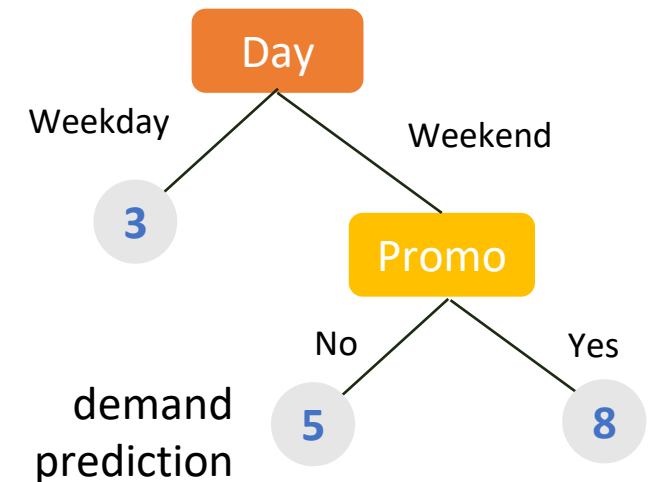 Day
Weekday
Weekend
3
Promo
No
Yes
demand
prediction
5
8